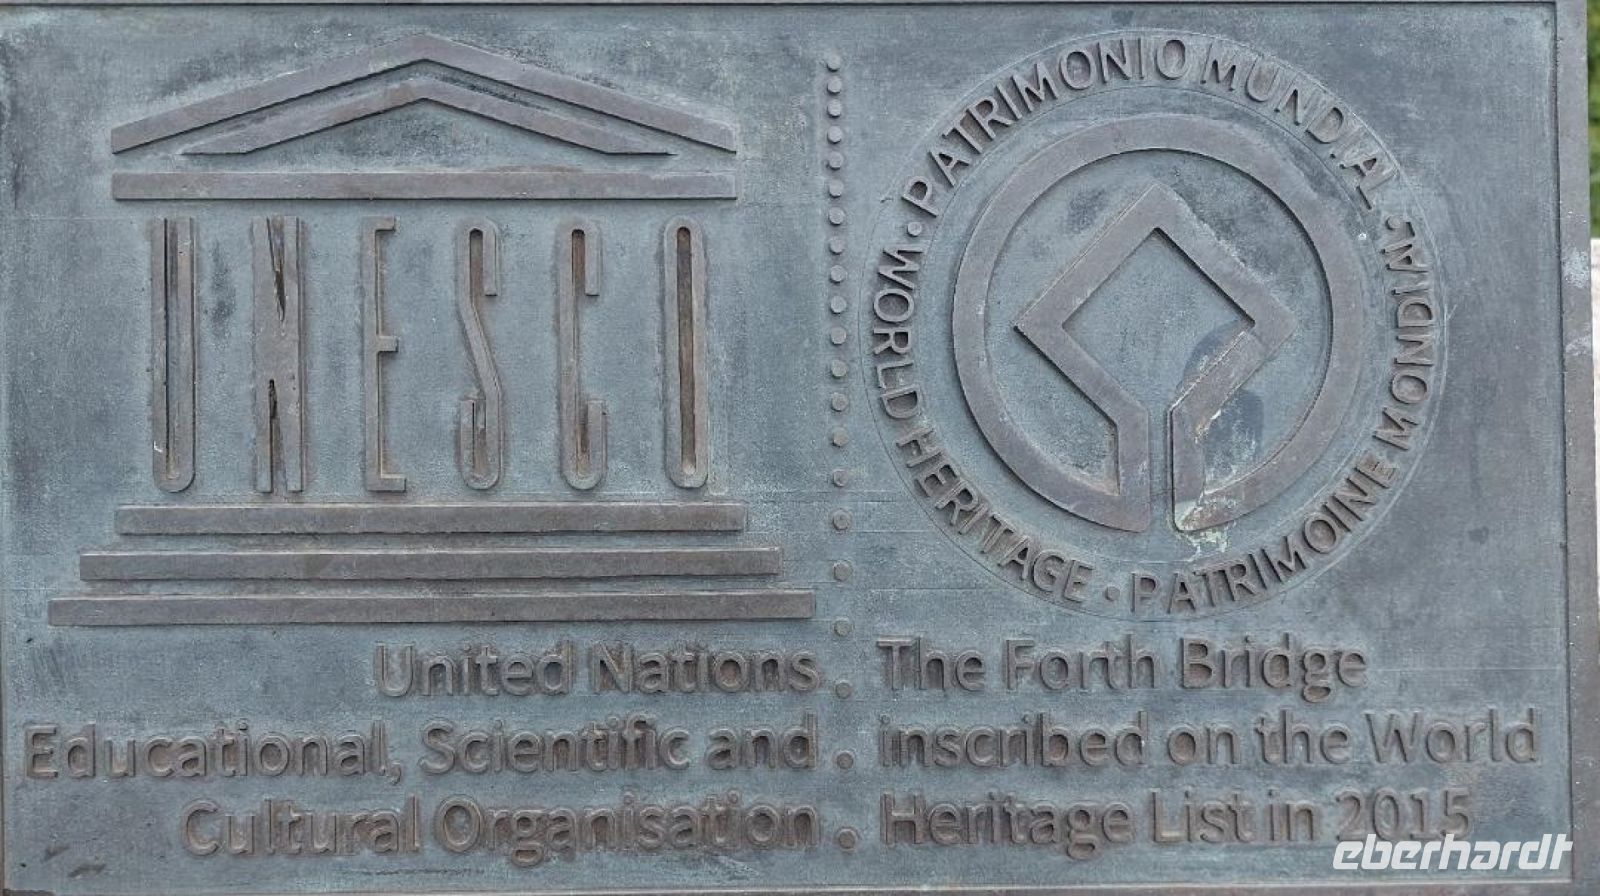 UNESCO
United Nations
Educational, Scientific and
Cultural Organisation
WORLD HERITAGE · PATRIMONIO MUNDIAL · PATRIMOINE MONDIAL
The Forth Bridge
inscribed on the World
Heritage List in 2015
eberhardt